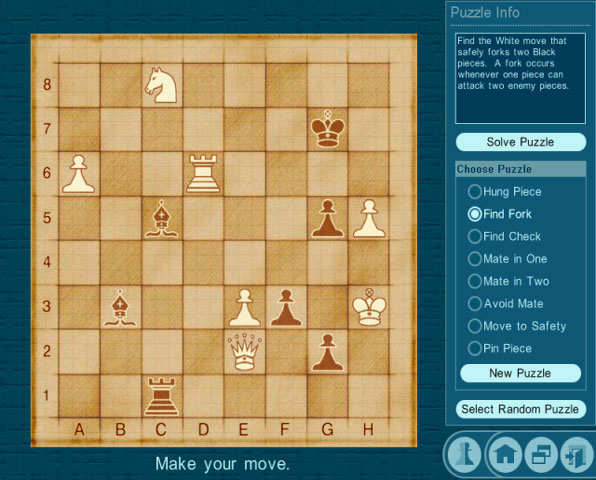 Puzzle Info
Find the White move that
safely forks two Black
pieces. A fork occurs
whenever one piece can
attack two enemy pieces.
Solve Puzzle
Choose Puzzle
Hung Piece
Find Fork
Find Check
Mate in One
Mate in Two
Avoid Mate
Move to Safety
Pin Piece
New Puzzle
Select Random Puzzle
8
7
6
5
4
3
2
1
A B C D E F G H
Make your move.